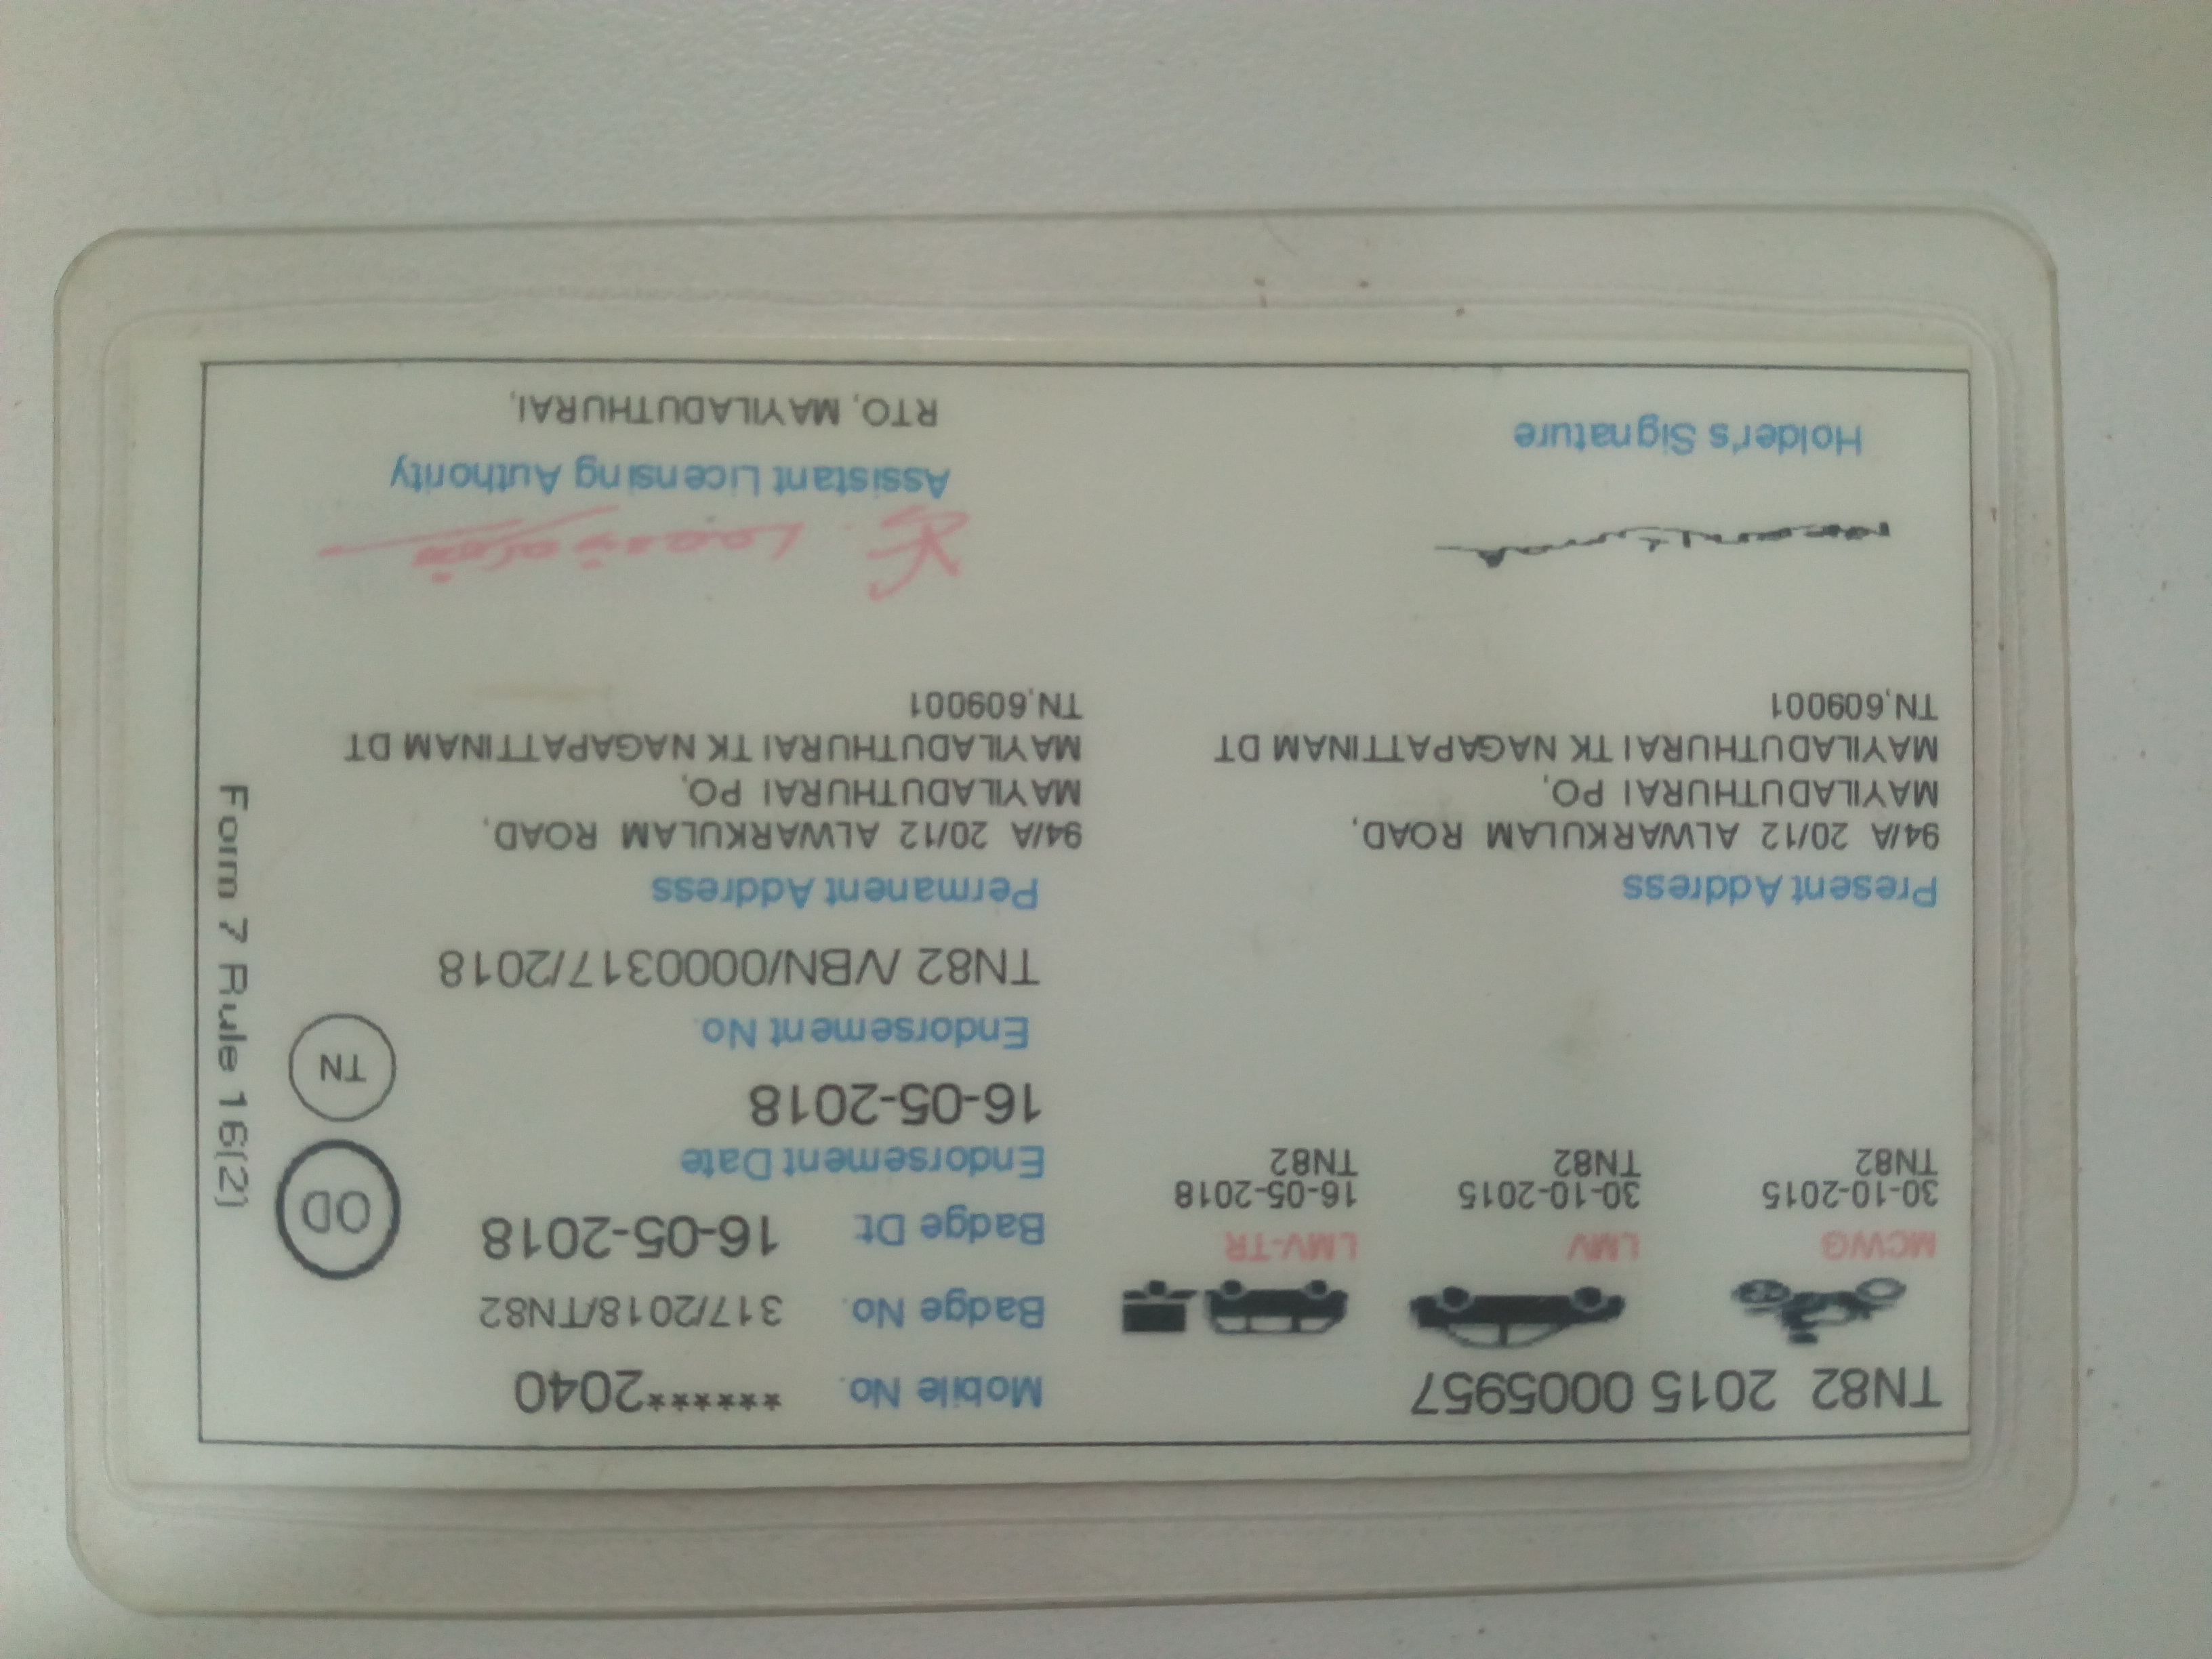 TN82 2015 0005957
MCWG
30-10-2015
TN82
LMV
30-10-2015
TN82
LMV-TR
16-05-2018
TN82
Mobile No. ******2040
Badge No. 317/2018/TN82
Badge Dt 16-05-2018
Endorsement Date
16-05-2018
Endorsement No.
TN82 /VBN/0000317/2018
OD
TN
Present Address
94/A 20/12 ALWARKULAM ROAD,
MAYILADUTHURAI PO,
MAYILADUTHURAI TK NAGAPATTINAM DT
TN,609001
Permanent Address
94/A 20/12 ALWARKULAM ROAD,
MAYILADUTHURAI PO,
MAYILADUTHURAI TK NAGAPATTINAM DT
TN,609001
Holder's Signature
Assistant Licensing Authority
RTO, MAYILADUTHURAI,
Form 7 Rule 16(2)